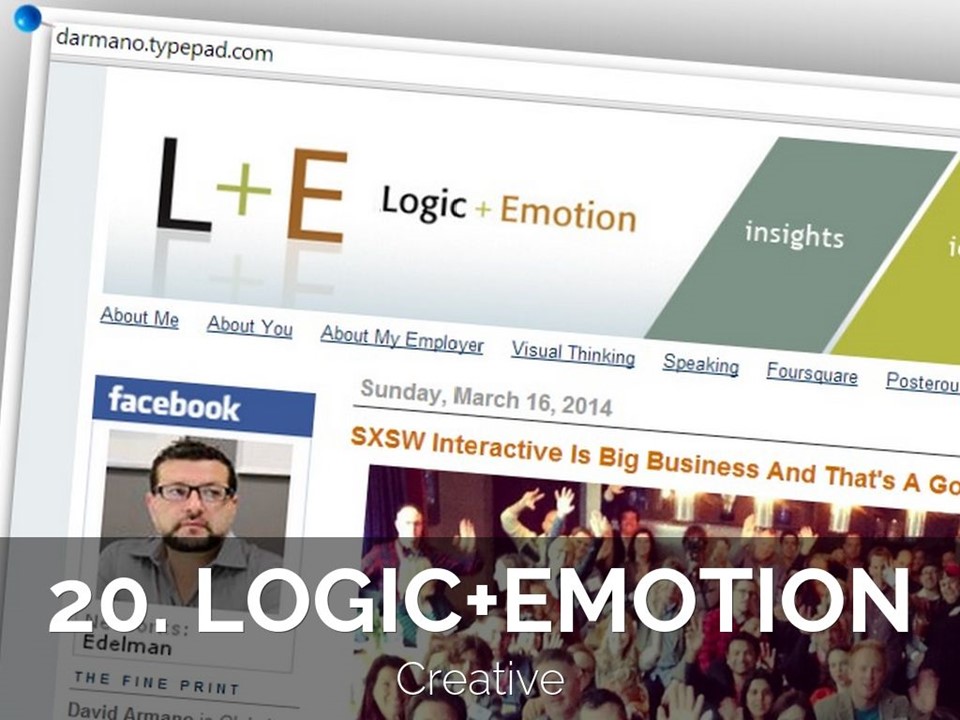 darmano.typepad.com
L+E Logic + Emotion
insights
About Me About You About My Employer Visual Thinking Speaking Foursquare
facebook
Sunday, March 16, 2014
SXSW Interactive Is Big Business And That's A
20. LOGIC+EMOTION
Edelman
Creative
THE FINE PRINT
David Armano is